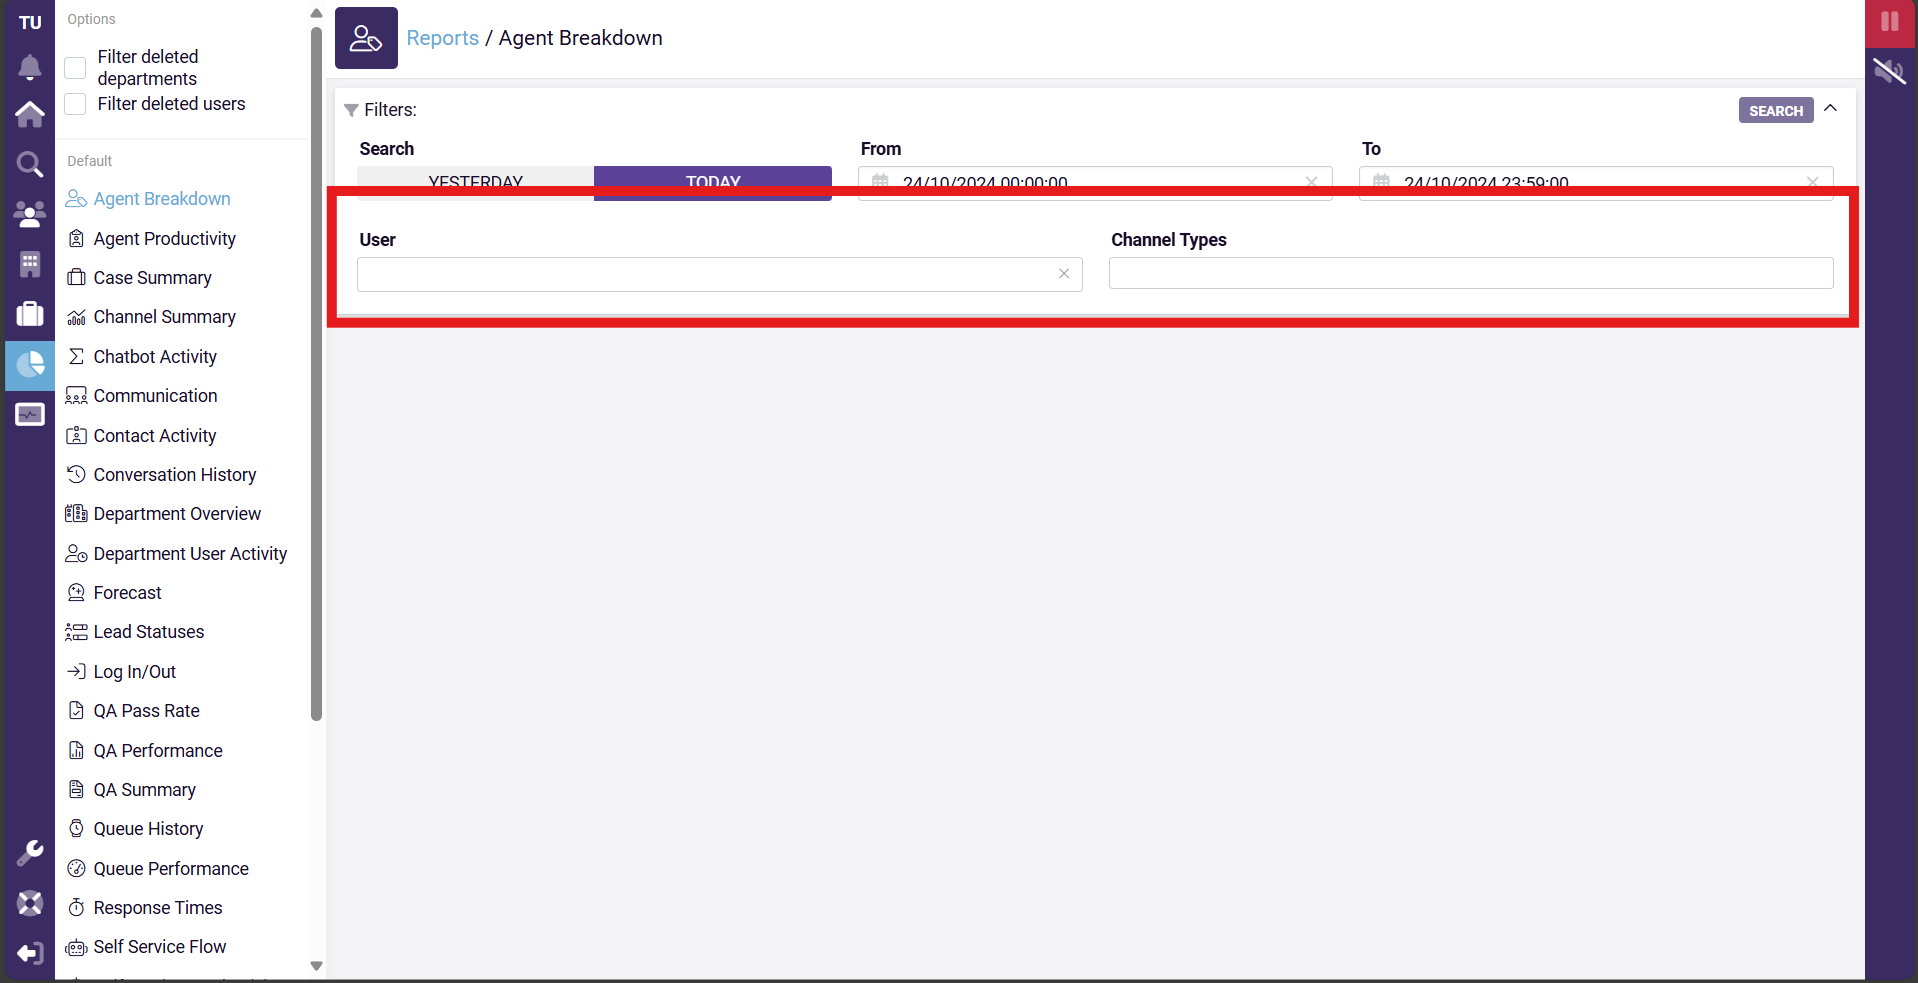 TU
Options
Filter deleted
departments
Filter deleted users
Default
Agent Breakdown
Agent Productivity
Case Summary
Channel Summary
Chatbot Activity
Communication
Contact Activity
Conversation History
Department Overview
Department User Activity
Forecast
Lead Statuses
Log In/Out
QA Pass Rate
QA Performance
QA Summary
Queue History
Queue Performance
Response Times
Self Service Flow
Reports / Agent Breakdown
Filters:
SEARCH
Search
From
To
YESTERDAY
TODAY
24/10/2024 00:00:00
24/10/2024 23:59:00
User
Channel Types